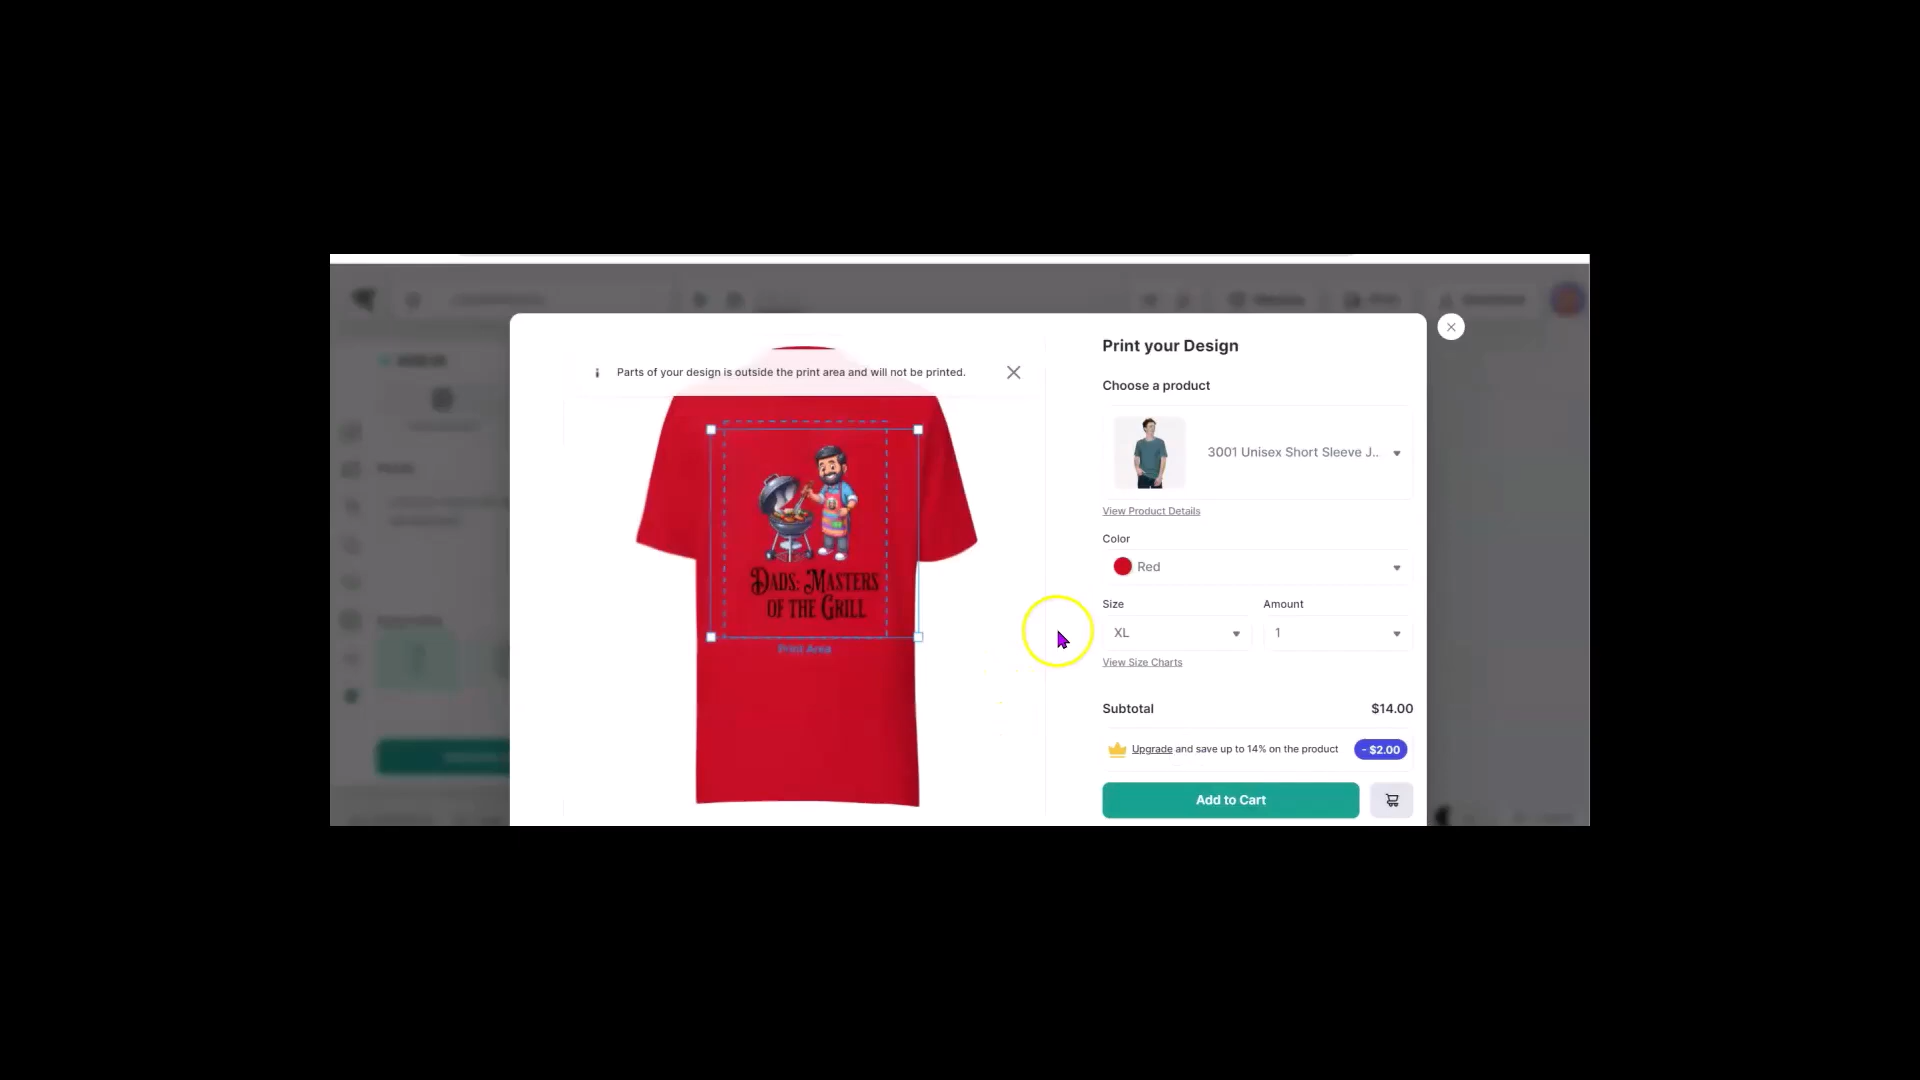 Print your Design
Parts of your design is outside the print area and will not be printed.
Choose a product
3001 Unisex Short Sleeve J..
View Product Details
Color
Red
DADS: MASTERS
OF THE GRILL
Print Area
Size
Amount
XL
1
View Size Charts
Subtotal
$14.00
Upgrade and save up to 14% on the product
- $2.00
Add to Cart